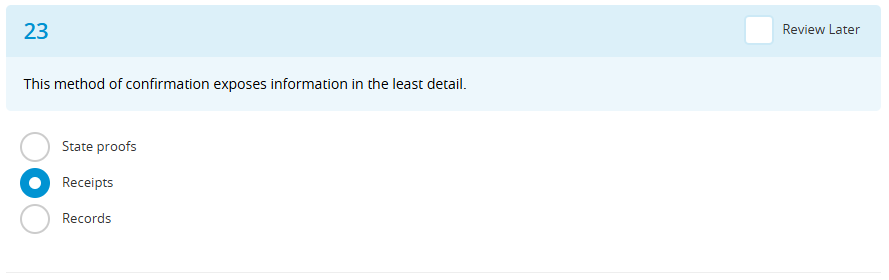 23
Review Later
This method of confirmation exposes information in the least detail.
State proofs
Receipts
Records